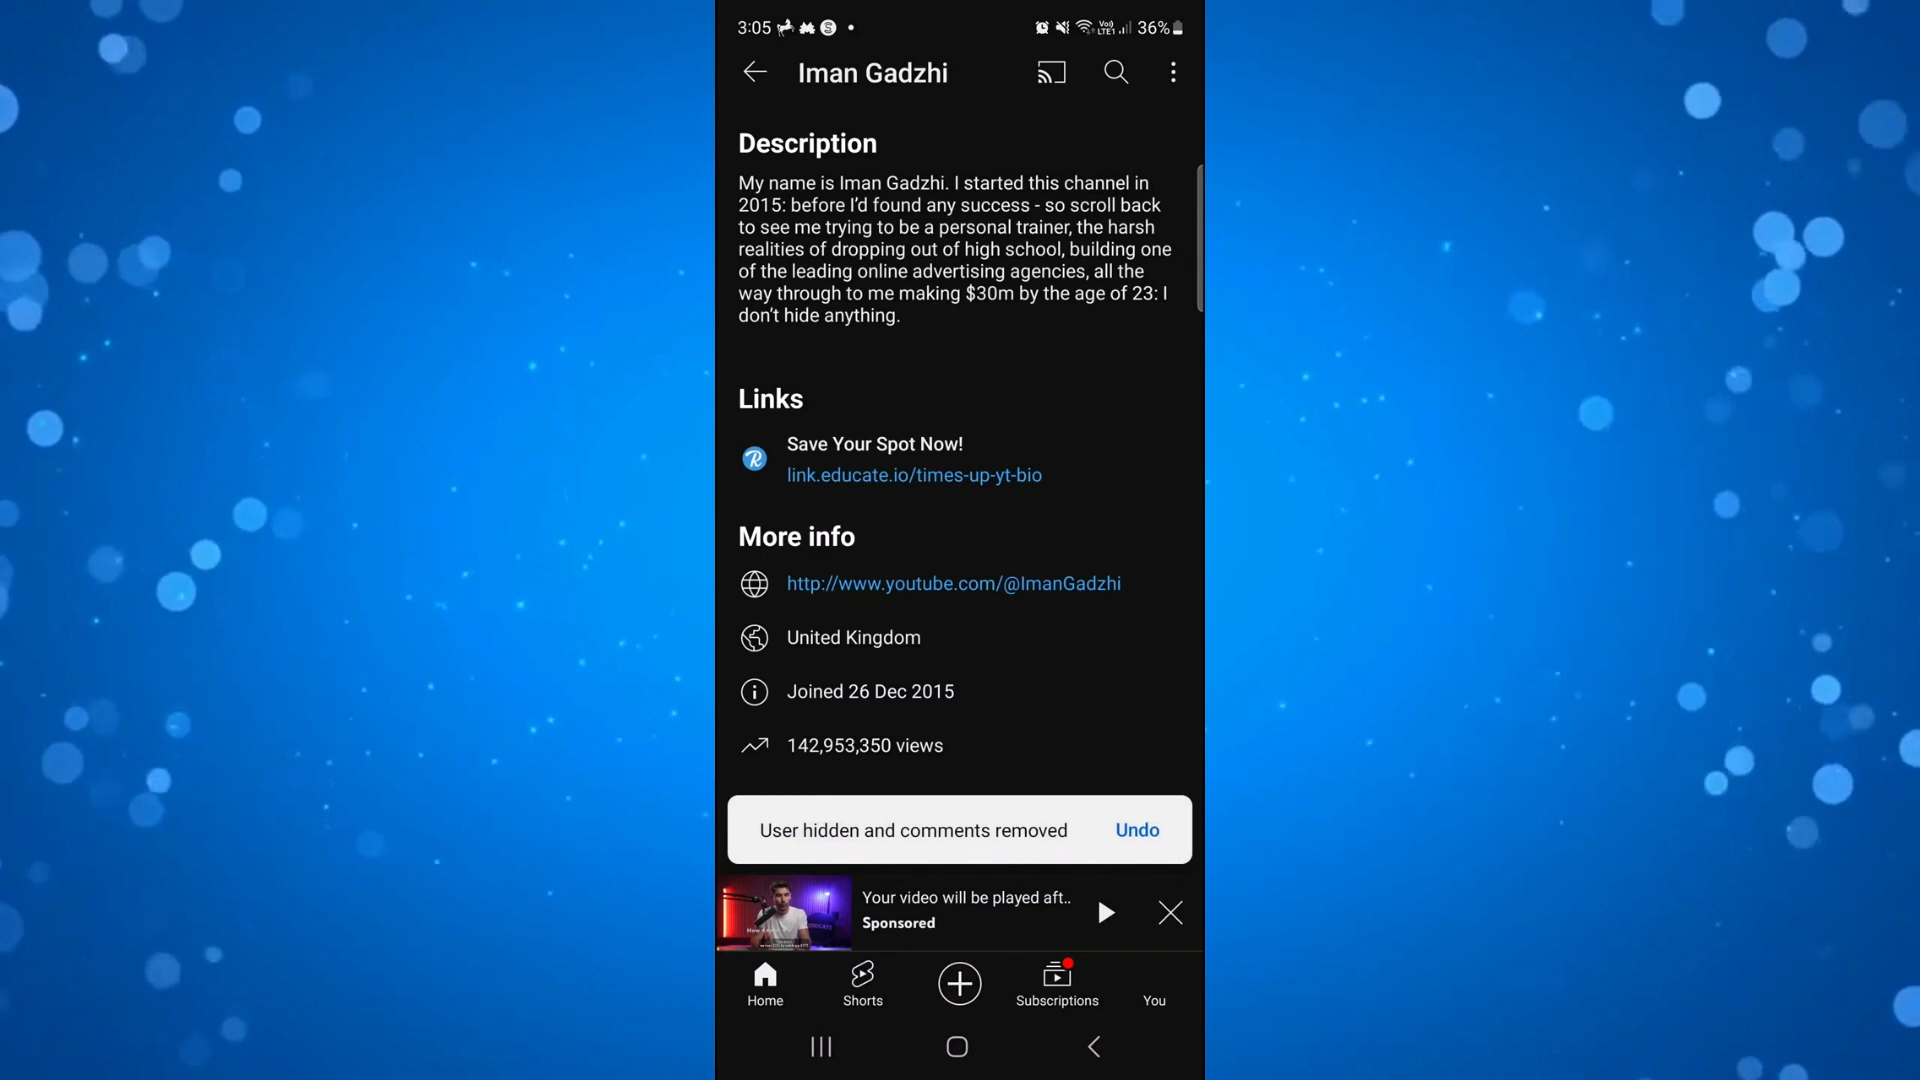 3:05 VoLTE1 36%
Iman Gadzhi
Description
My name is Iman Gadzhi. I started this channel in
2015: before I'd found any success - so scroll back
to see me trying to be a personal trainer, the harsh
realities of dropping out of high school, building one
of the leading online advertising agencies, all the
way through to me making $30m by the age of 23: I
don't hide anything.
Links
Save Your Spot Now!
link.educate.io/times-up-yt-bio
More info
http://www.youtube.com/@ImanGadzhi
United Kingdom
Joined 26 Dec 2015
142,953,350 views
User hidden and comments removed Undo
Your video will be played aft..
Sponsored
Home Shorts Subscriptions You